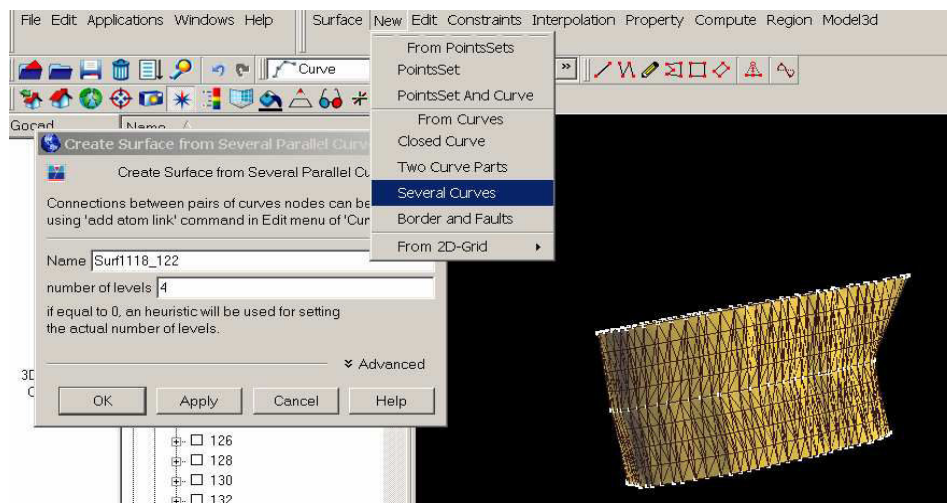 File Edit Applications Windows Help Surface New Edit Constraints Interpolation Property Compute Region Model3d
From PointsSets
PointsSet
PointsSet And Curve
From Curves
Closed Curve
Two Curve Parts
Several Curves
Border and Faults
From 2D-Grid
Curve
»
Gocad Name
Create Surface from Several Parallel Curv
Create Surface from Several Parallel Cu
Connections between pairs of curves nodes can be
using 'add atom link' command in Edit menu of 'Cur
Name Surf1118_122
number of levels 4
if equal to 0, an heuristic will be used for setting
the actual number of levels.
Advanced
OK Apply Cancel Help
126
128
130
132